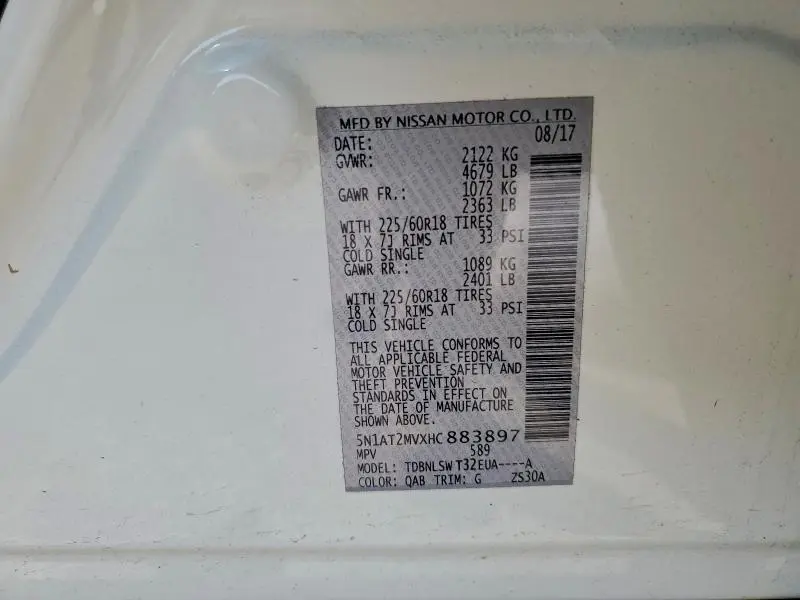 MFD BY NISSAN MOTOR CO., LTD.
DATE: 08/17
GVWR: 2122 KG
4679 LB
GAWR FR.: 1072 KG
2363 LB
WITH 225/60R18 TIRES
18 X 7J RIMS AT 33 PSI
COLD SINGLE
GAWR RR.: 1089 KG
2401 LB
WITH 225/60R18 TIRES
18 X 7J RIMS AT 33 PSI
COLD SINGLE
THIS VEHICLE CONFORMS TO
ALL APPLICABLE FEDERAL
MOTOR VEHICLE SAFETY AND
THEFT PREVENTION
STANDARDS IN EFFECT ON
THE DATE OF MANUFACTURE
SHOWN ABOVE.
5N1AT2MVXHC883897
MPV 589
MODEL: TDBNLSW T32EUA----A
COLOR: QAB TRIM: G ZS30A